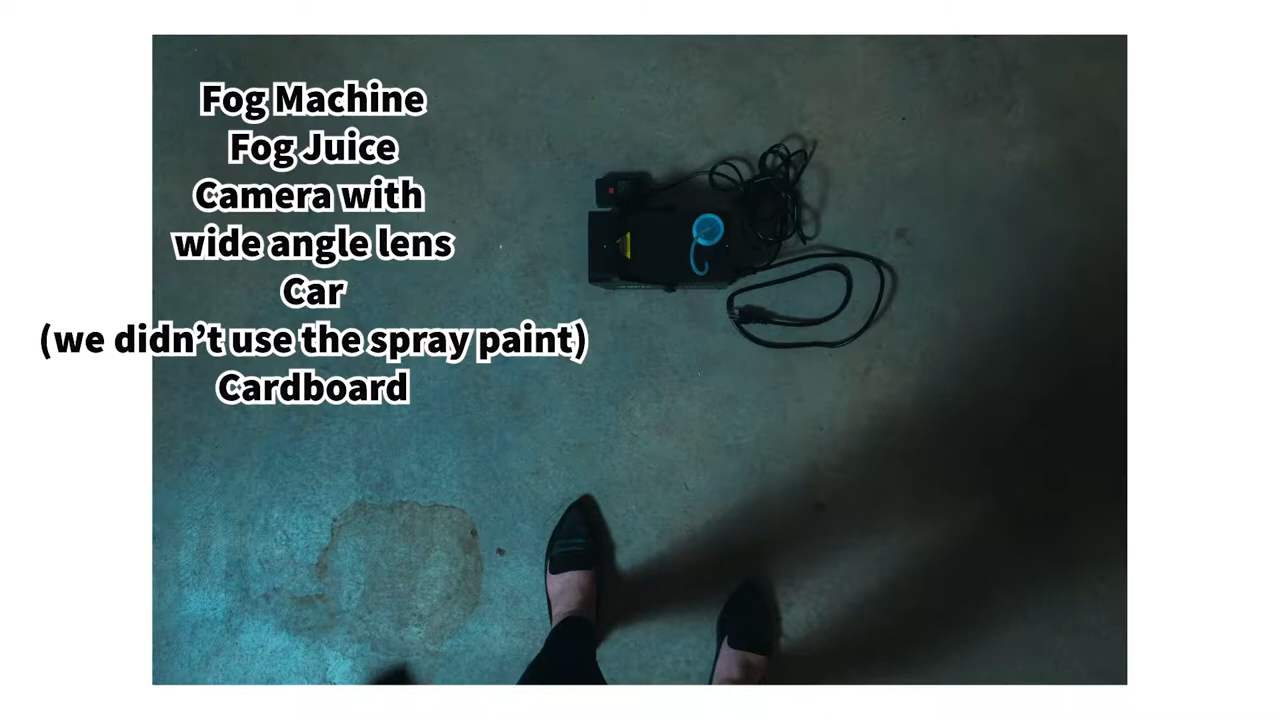 Fog Machine
Fog Juice
Camera with
wide angle lens
Car
(we didn’t use the spray paint)
Cardboard